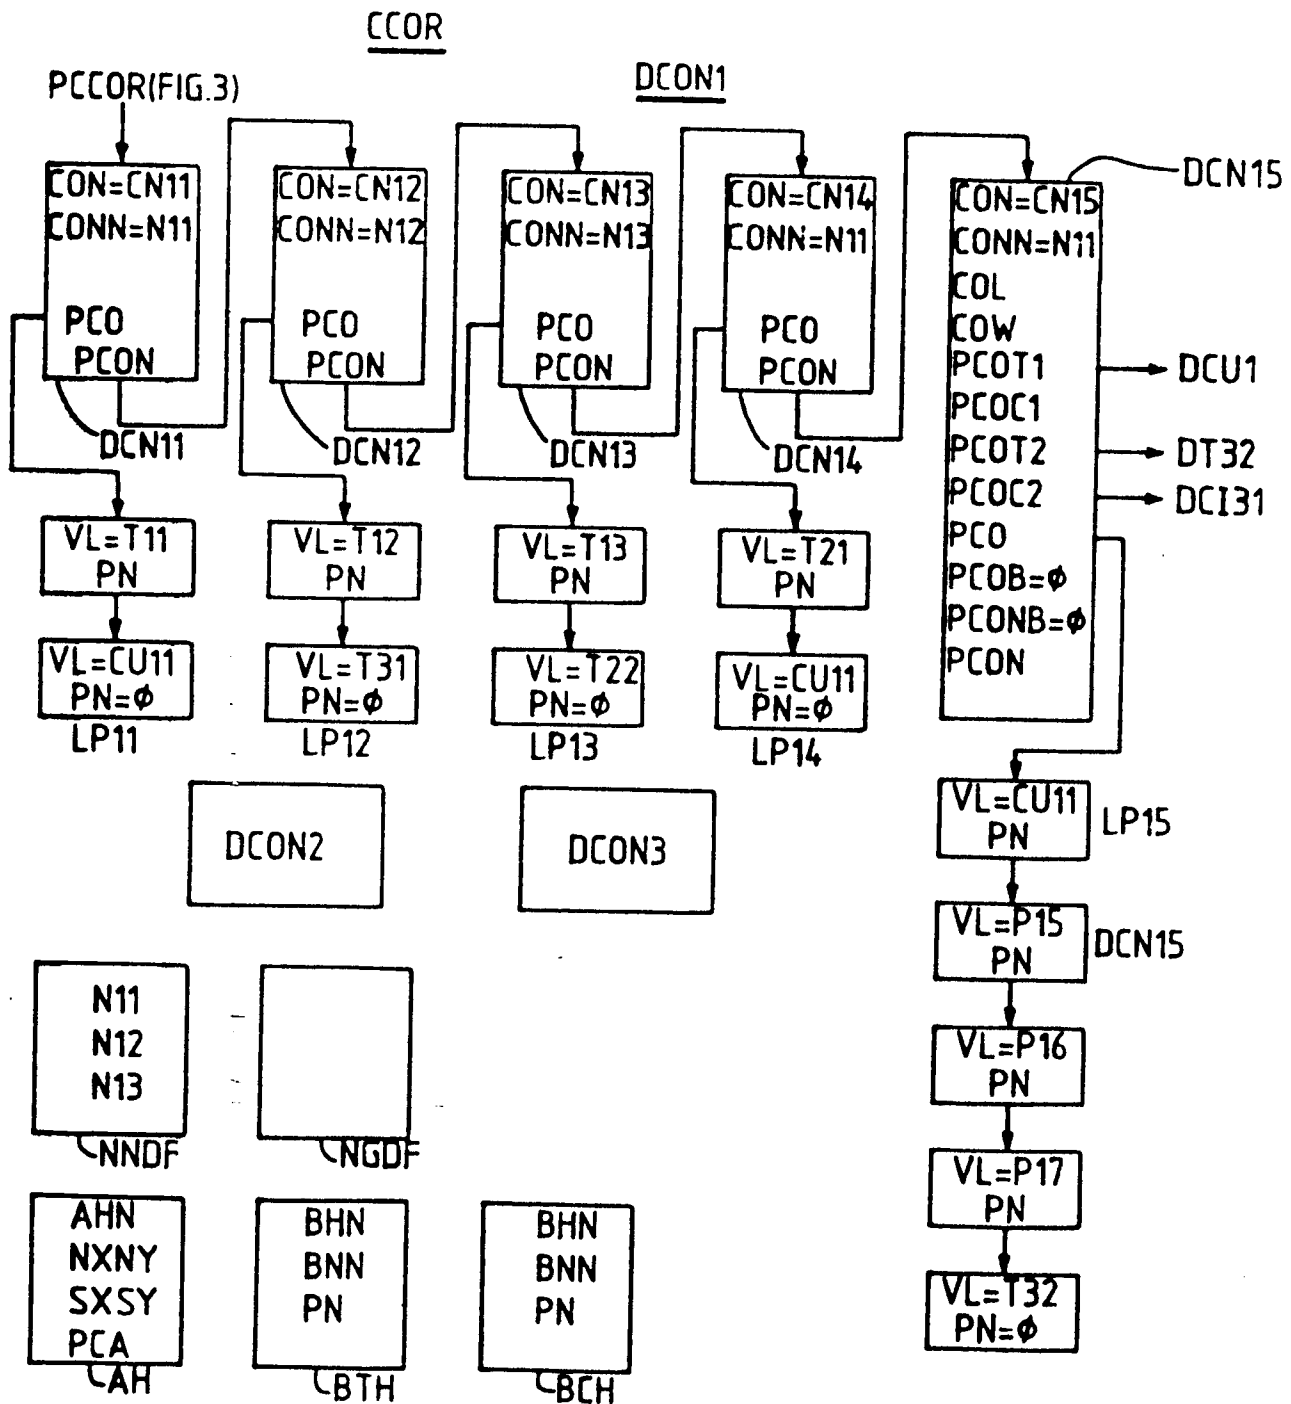 CCOR
PCCOR(FIG.3)
DCON1
CON=CN11
CONN=N11
PCO
PCON
DCN11
CON=CN12
CONN=N12
PCO
PCON
DCN12
CON=CN13
CONN=N13
PCO
PCON
DCN13
CON=CN14
CONN=N11
PCO
PCON
DCN14
DCN15
CON=CN15
CONN=N11
COL
COW
PCOT1
DCU1
PCOC1
PCOT2
DT32
PCOC2
DCI31
PCO
PCOB=ϕ
PCONB=ϕ
PCON
VL=T11
PN
VL=CU11
PN=ϕ
LP11
VL=T12
PN
VL=T31
PN=ϕ
LP12
VL=T13
PN
VL=T22
PN=ϕ
LP13
VL=T21
PN
VL=CU11
PN=ϕ
LP14
VL=CU11
PN
LP15
VL=P15
PN
DCN15
VL=P16
PN
VL=P17
PN
VL=T32
PN=ϕ
DCON2
DCON3
N11
N12
N13
NNDF
NGDF
AHN
NXNY
SXSY
PCA
AH
BHN
BNN
PN
BTH
BHN
BNN
PN
BCH